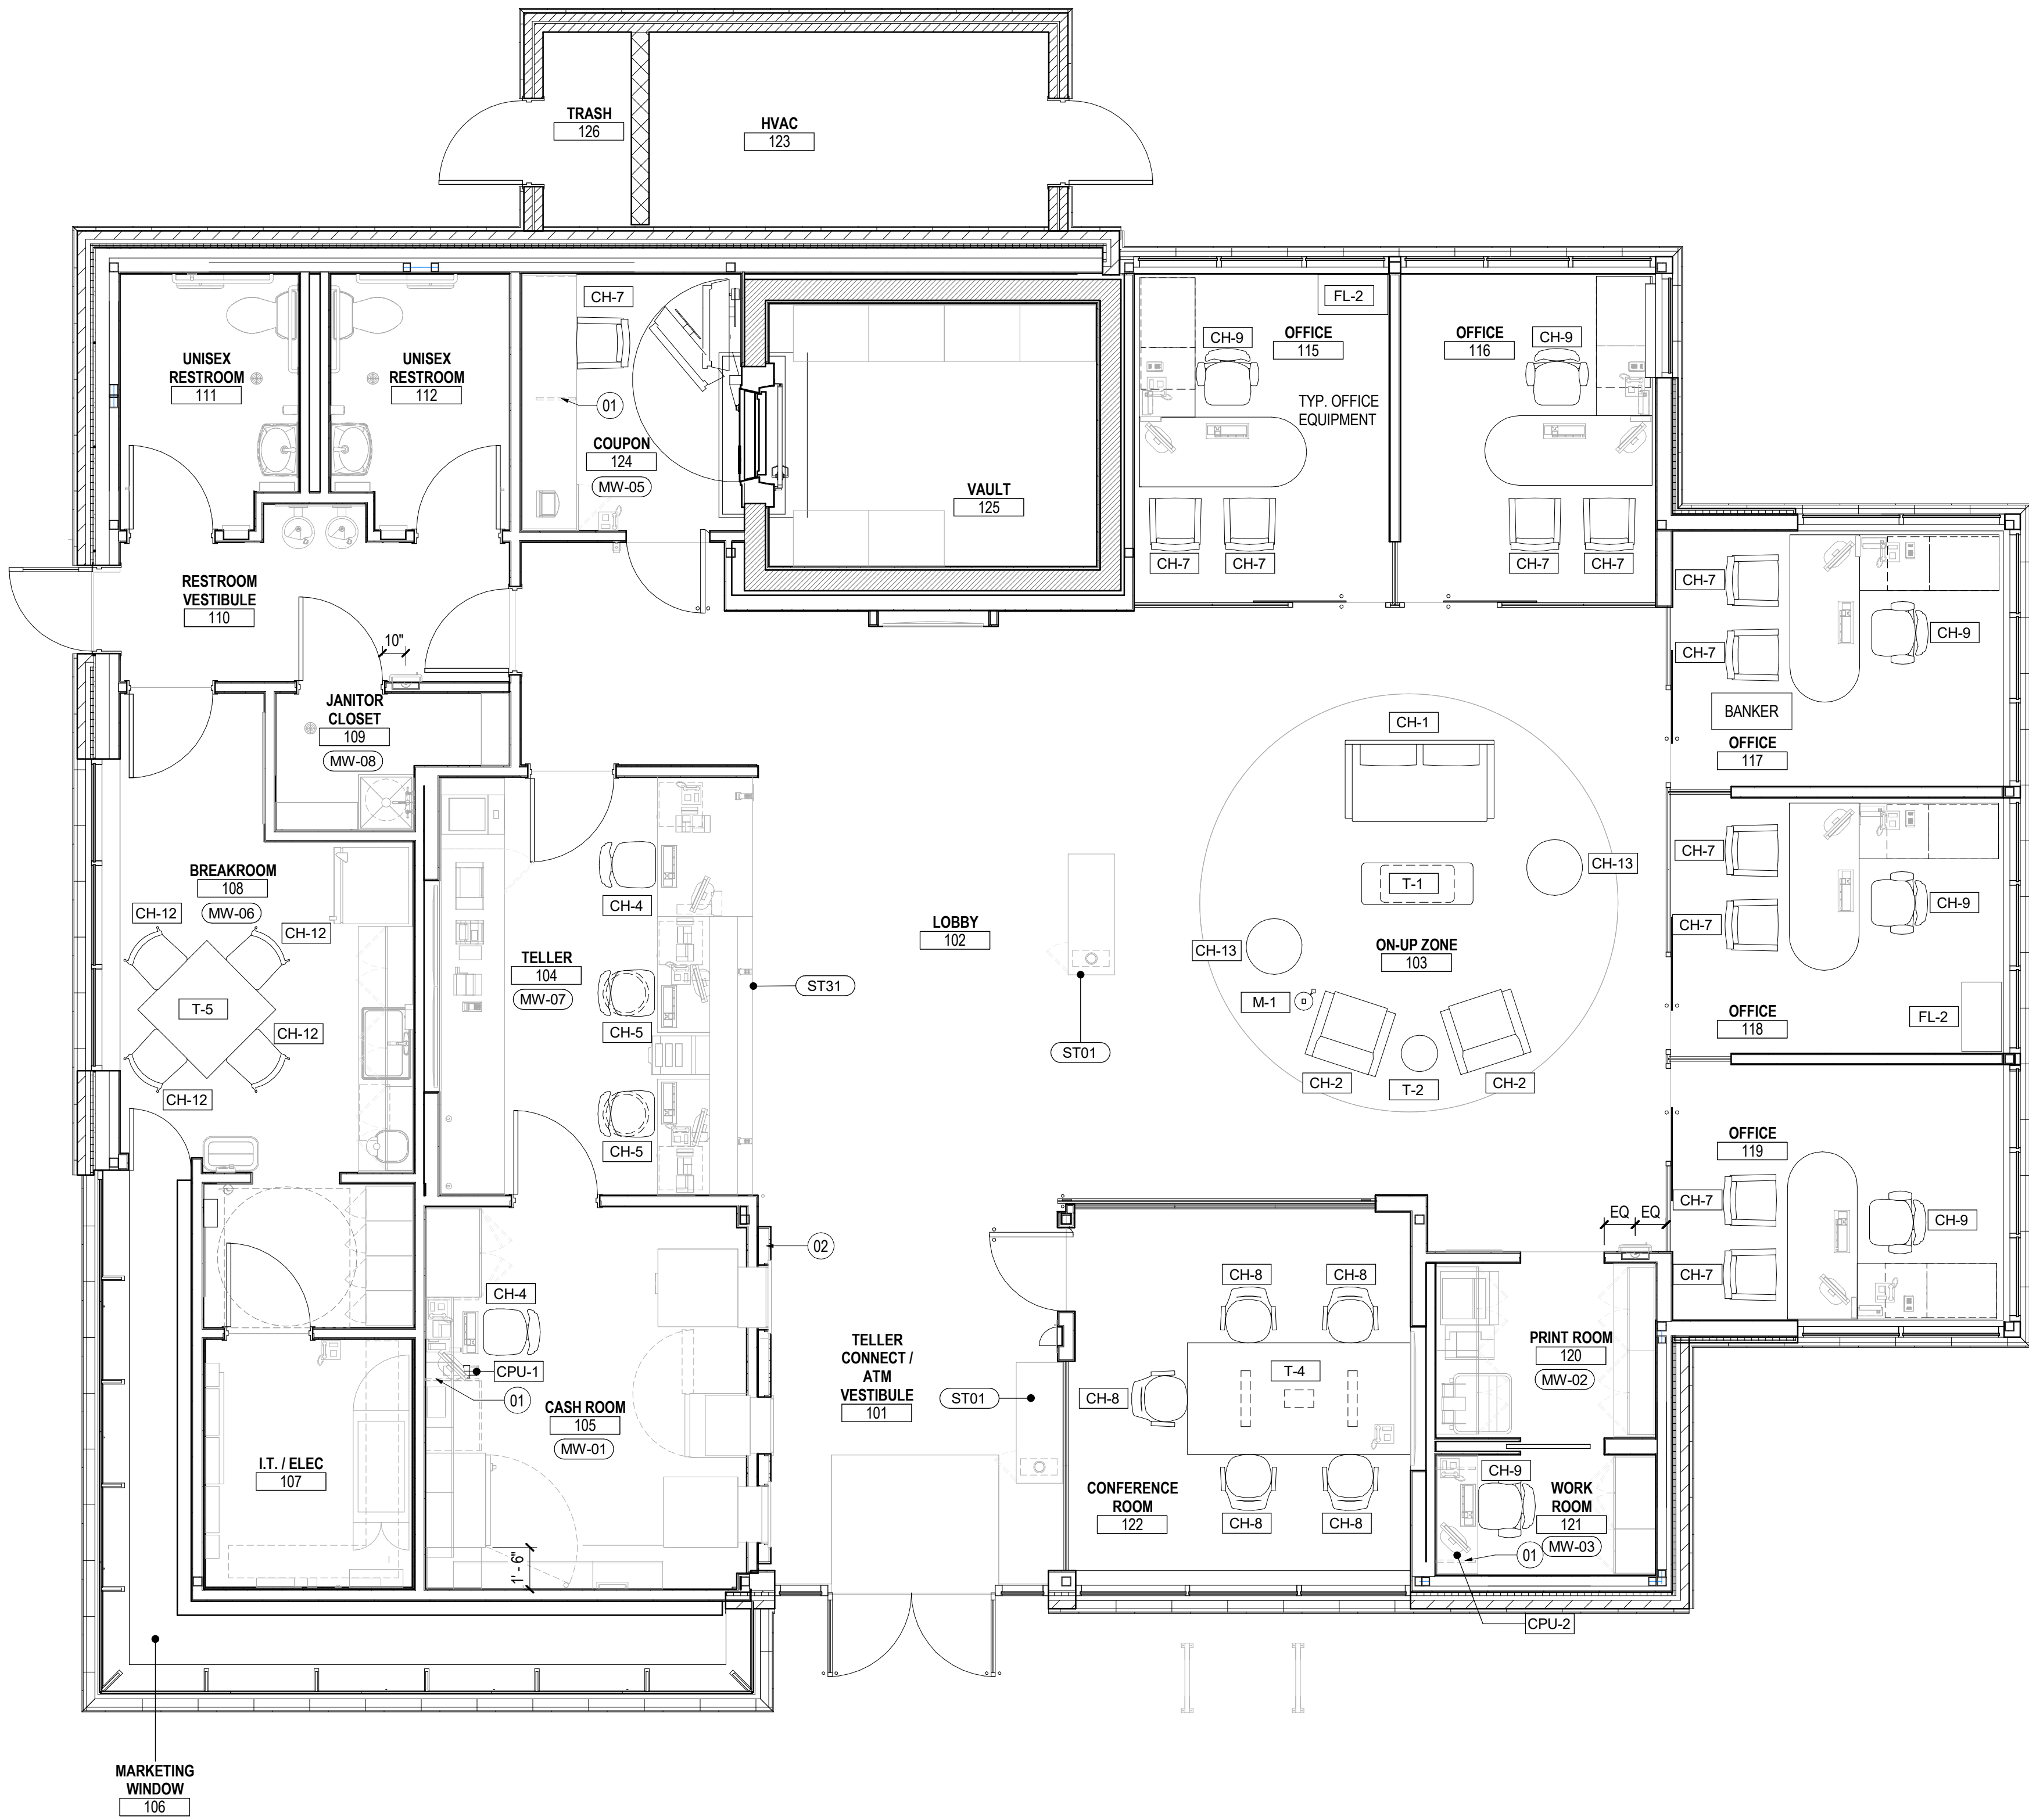 TRASH
126
HVAC
123
UNISEX
RESTROOM
111
UNISEX
RESTROOM
112
CH-7
01
COUPON
124
MW-05
VAULT
125
FL-2
CH-9
OFFICE
115
TYP. OFFICE
EQUIPMENT
CH-7
CH-7
OFFICE
116
CH-9
CH-7
CH-7
RESTROOM
VESTIBULE
110
10"
JANITOR
CLOSET
109
MW-08
CH-7
CH-7
CH-9
BANKER
OFFICE
117
CH-1
CH-13
T-1
CH-13
ON-UP ZONE
103
M-1
CH-2
T-2
CH-2
LOBBY
102
ST01
BREAKROOM
108
MW-06
CH-12
CH-12
T-5
CH-12
CH-12
TELLER
104
MW-07
CH-4
CH-5
CH-5
ST31
CH-7
CH-7
CH-9
OFFICE
118
FL-2
OFFICE
119
CH-7
CH-7
CH-9
EQ
EQ
02
CH-4
CPU-1
01
CASH ROOM
105
MW-01
1' - 6"
I.T. / ELEC
107
TELLER
CONNECT /
ATM
VESTIBULE
101
ST01
CH-8
CH-8
CH-8
T-4
CH-8
CH-8
CONFERENCE
ROOM
122
PRINT ROOM
120
MW-02
CH-9
WORK
ROOM
121
MW-03
01
CPU-2
MARKETING
WINDOW
106